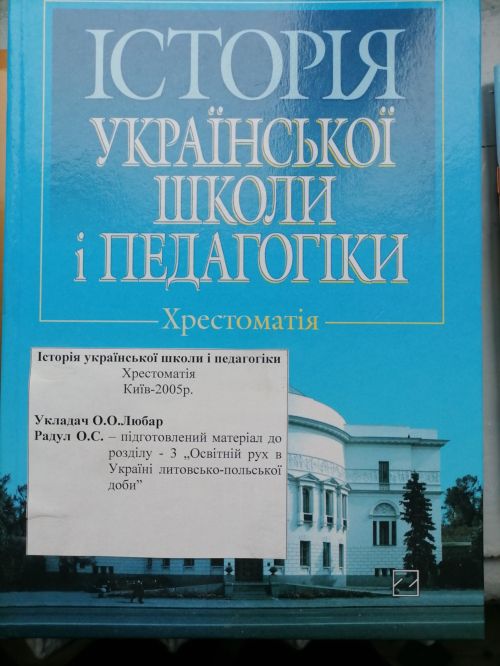 ІСТОРІЯ
УКРАЇНСЬКОЇ
ШКОЛИ
і ПЕДАГОГІКИ
Хрестоматія
Історія української школи і педагогіки
Хрестоматія
Київ-2005р.
Укладач О.О..Любар
Радул О.С. – підготовлений матеріал до
розділу - 3 „Освітній рух в
Україні литовсько-польської
доби”